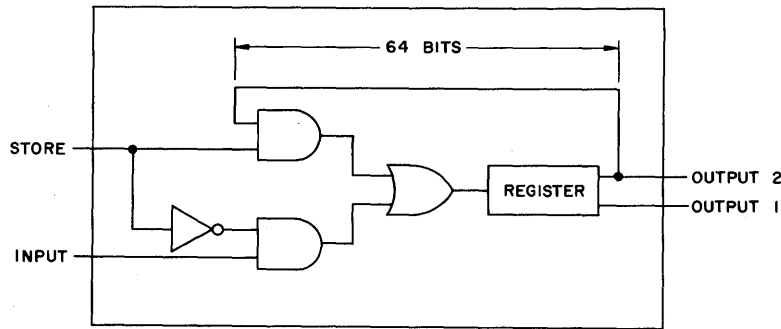 64 BITS
STORE
REGISTER
OUTPUT 2
OUTPUT 1
INPUT